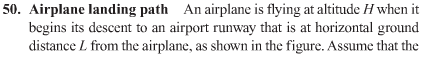 50. Airplane landing path An airplane is flying at altitude H when it
begins its descent to an airport runway that is at horizontal ground
distance L from the airplane, as shown in the figure. Assume that the